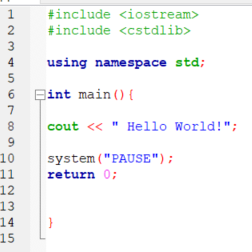 1 #include <iostream>
2 #include <cstdlib>
3
4 using namespace std;
5
6 int main(){
7
8 cout << " Hello World!";
9
10 system("PAUSE");
11 return 0;
12
13
14 }
15